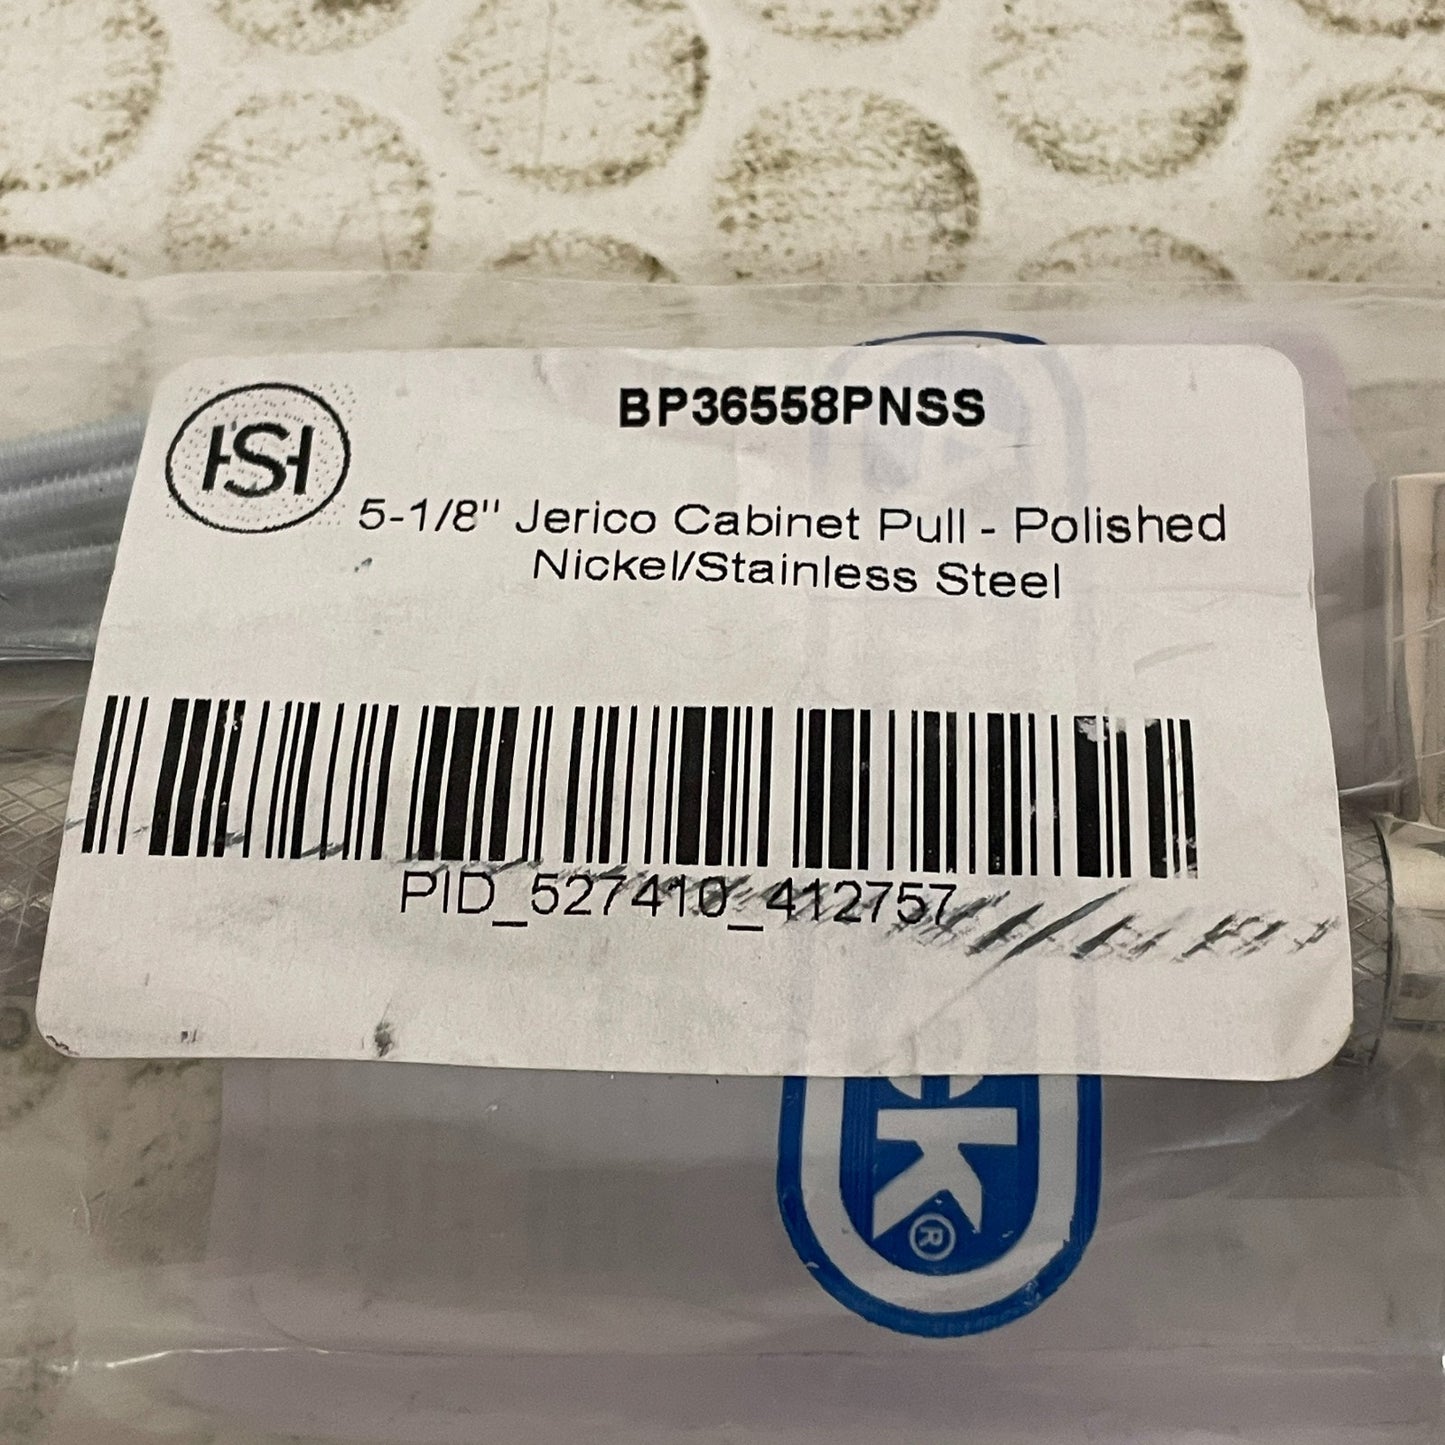 HSH
BP36558PNSS
5-1/8" Jerico Cabinet Pull - Polished
Nickel/Stainless Steel
PID_527410_412757
K®